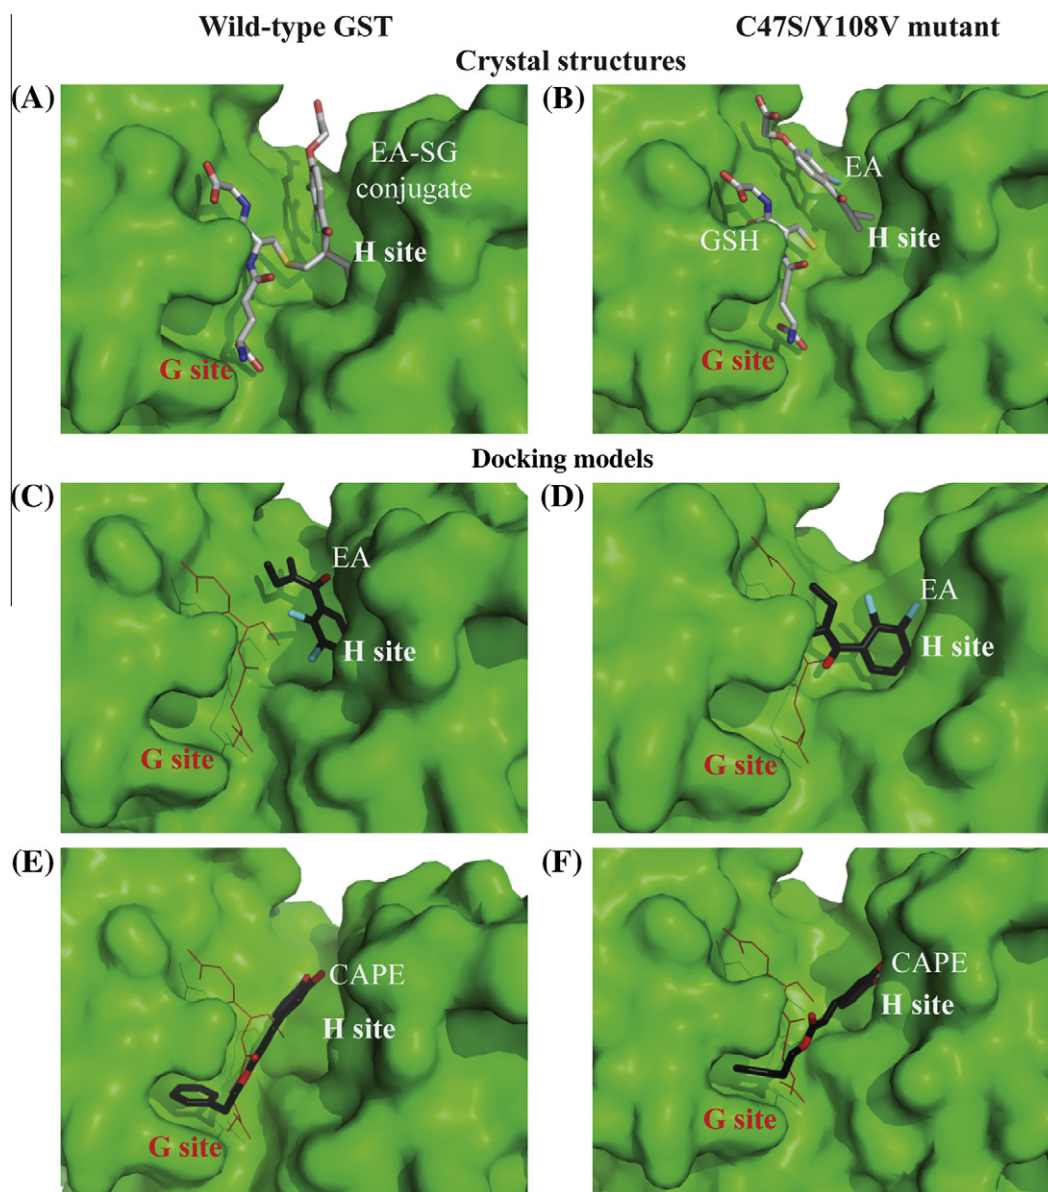 Wild-type GST
C47S/Y108V mutant
Crystal structures
(A)
EA-SG
conjugate
H site
G site
(B)
EA
GSH
H site
G site
Docking models
(C)
EA
H site
G site
(D)
EA
H site
G site
(E)
CAPE
H site
G site
(F)
CAPE
H site
G site